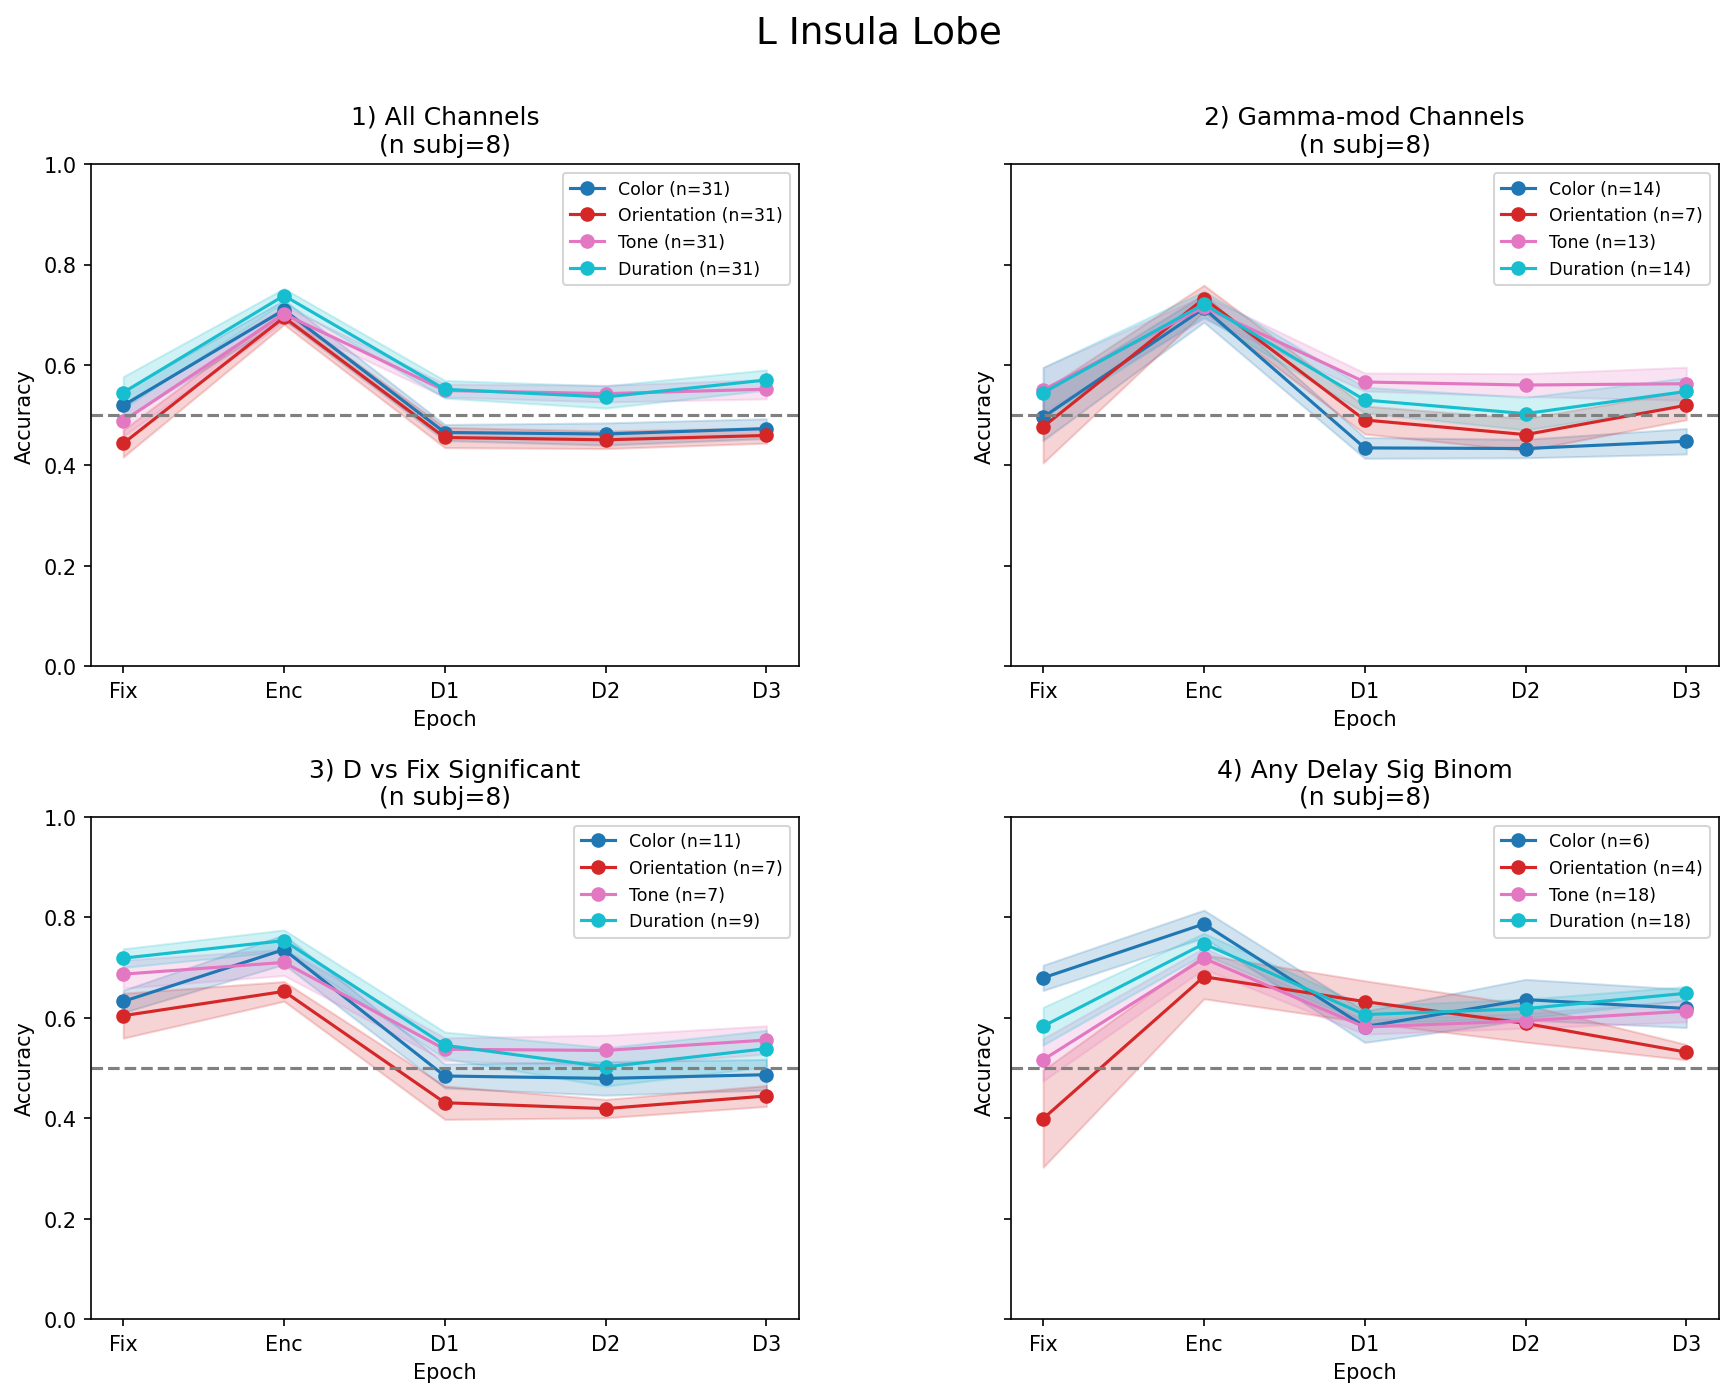 L Insula Lobe
1) All Channels
(n subj=8)
Accuracy
1.0
0.8
0.6
0.4
0.2
0.0
Color (n=31)
Orientation (n=31)
Tone (n=31)
Duration (n=31)
Fix Enc D1 D2 D3
Epoch
2) Gamma-mod Channels
(n subj=8)
Accuracy
Color (n=14)
Orientation (n=7)
Tone (n=13)
Duration (n=14)
Fix Enc D1 D2 D3
Epoch
3) D vs Fix Significant
(n subj=8)
Accuracy
1.0
0.8
0.6
0.4
0.2
0.0
Color (n=11)
Orientation (n=7)
Tone (n=7)
Duration (n=9)
Fix Enc D1 D2 D3
Epoch
4) Any Delay Sig Binom
(n subj=8)
Accuracy
Color (n=6)
Orientation (n=4)
Tone (n=18)
Duration (n=18)
Fix Enc D1 D2 D3
Epoch